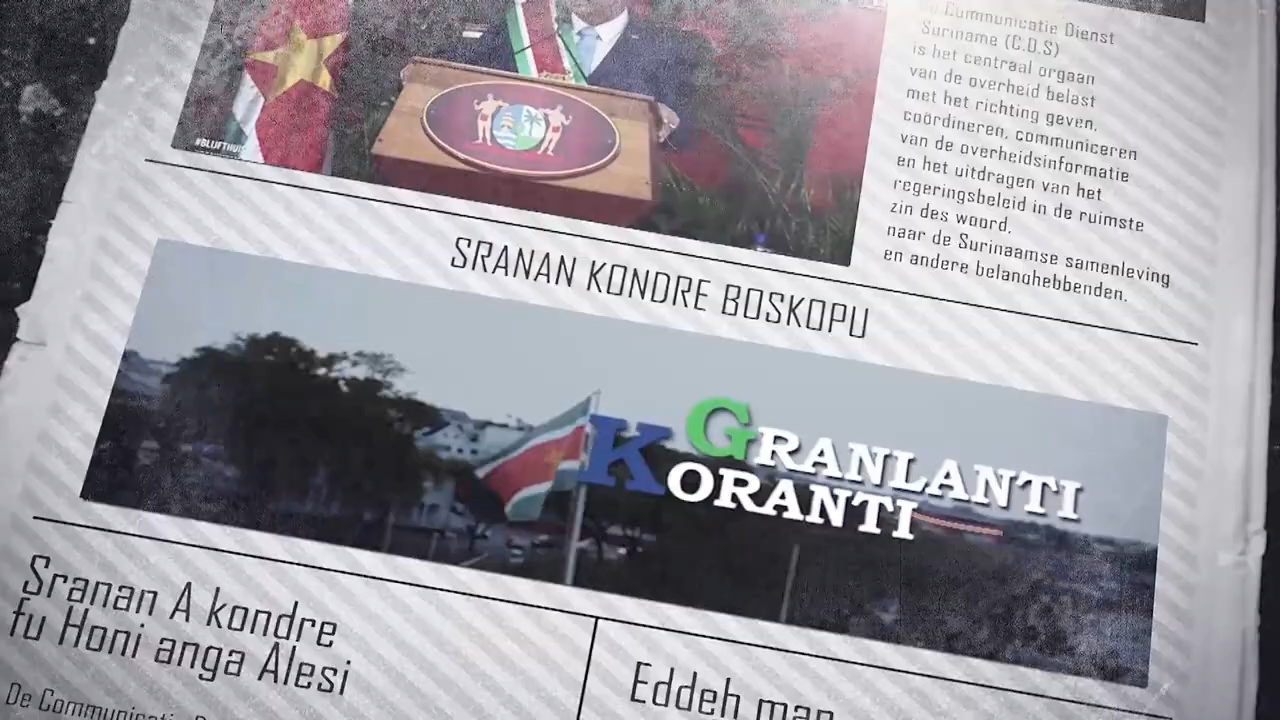 #BLUFTHUIS
Communicatie Dienst
Suriname (C.D.S)
is het centraal orgaan
van de overheid belast
met het richting geven,
coördineren, communiceren
van de overheidsinformatie
en het uitdragen van het
regeringsbeleid in de ruimste
zin des woord.
naar de Surinaamse samenleving
en andere belanghebbenden.
SRANAN KONDRE BOSKOPU
GRANLANTI
KORANTI
Sranan A kondre
fu Honi anga Alesi
De Communicatie
Eddeh man